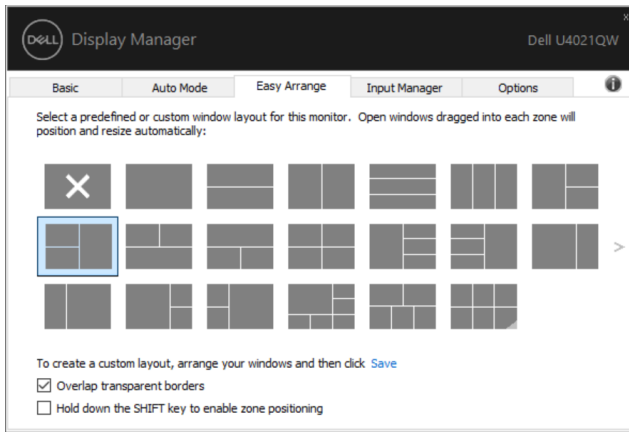 DELL Display Manager
Dell U4021QW
Basic
Auto Mode
Easy Arrange
Input Manager
Options
Select a predefined or custom window layout for this monitor. Open windows dragged into each zone will
position and resize automatically:
To create a custom layout, arrange your windows and then click Save
Overlap transparent borders
Hold down the SHIFT key to enable zone positioning